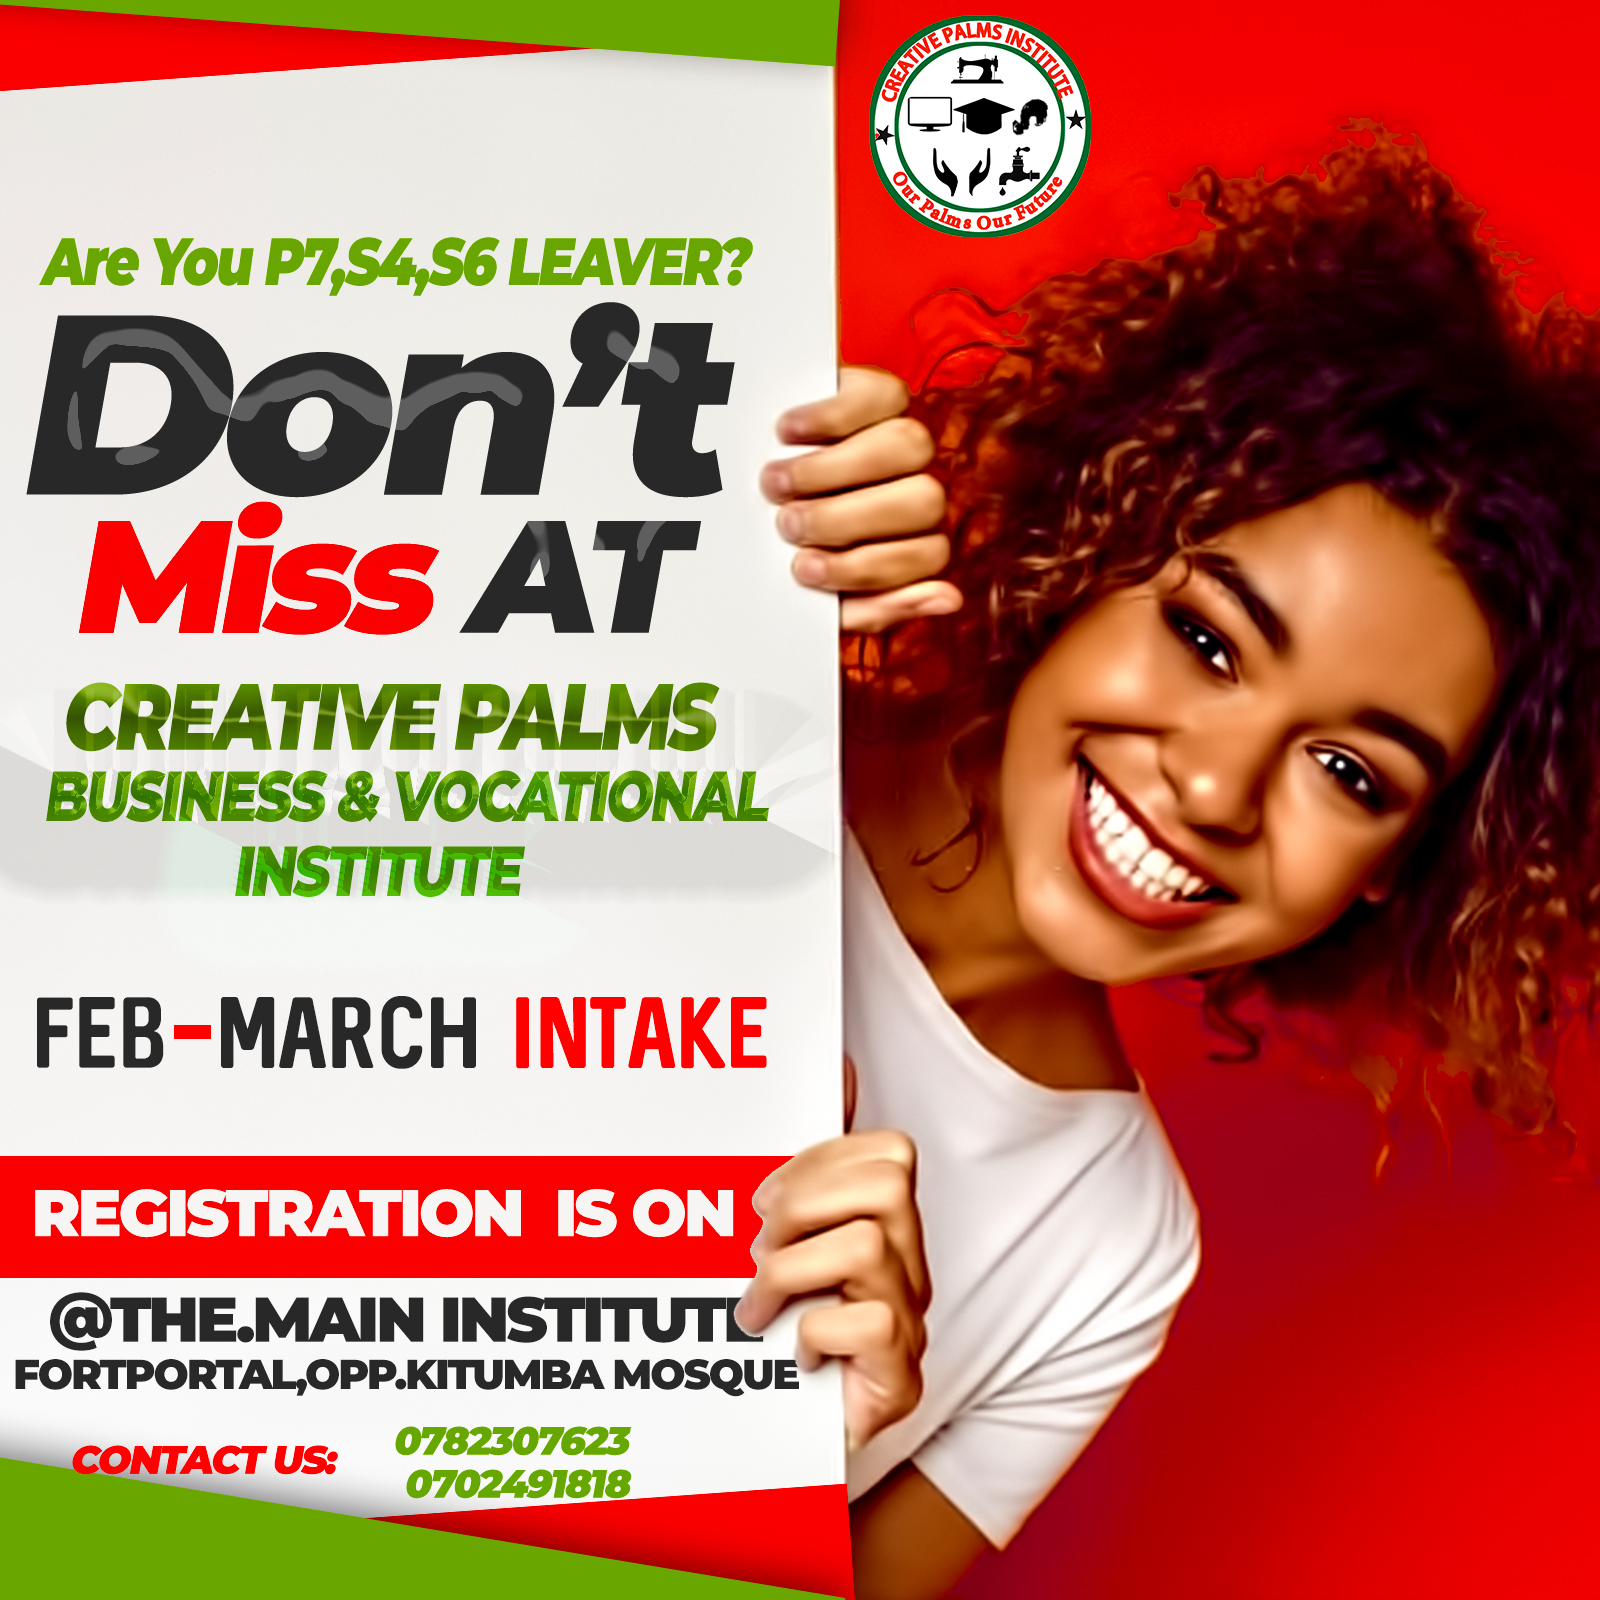 CREATIVE PALMS INSTITUTE
Our Palms Our Future
Are You P7,S4,S6 LEAVER?
Don't
Miss AT
CREATIVE PALMS
BUSINESS & VOCATIONAL
INSTITUTE
FEB-MARCH INTAKE
REGISTRATION IS ON
@THE.MAIN INSTITUTE
FORTPORTAL,OPP.KITUMBA MOSQUE
CONTACT US:
0782307623
0702491818